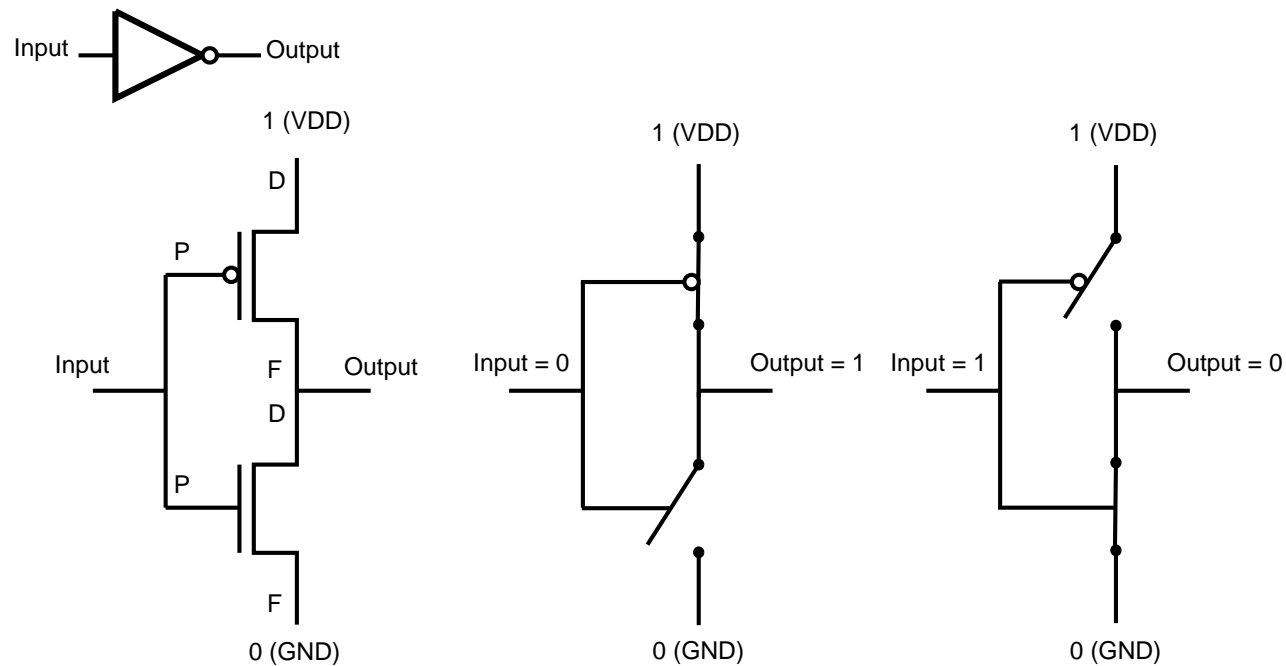 Input
Output
1 (VDD)
D
P
Input
F
Output
D
P
F
0 (GND)
1 (VDD)
Input = 0
Output = 1
0 (GND)
1 (VDD)
Input = 1
Output = 0
0 (GND)